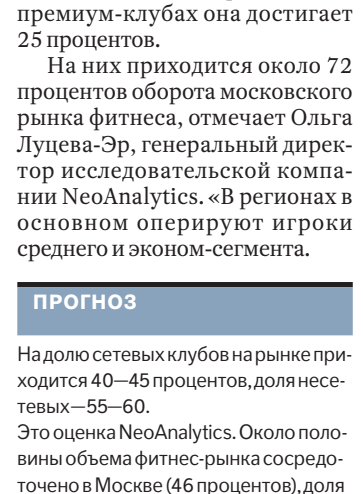 премиум-клубах она достигает
25 процентов.
На них приходится около 72
процентов оборота московского
рынка фитнеса, отмечает Ольга
Луцева-Эр, генеральный дирек-
тор исследовательской компа-
нии NeoAnalytics. «В регионах в
основном оперируют игроки
среднего и эконом-сегмента.
ПРОГНОЗ
На долю сетевых клубов на рынке при-
ходится 40—45 процентов, доля несе-
тевых—55—60.
Это оценка NeoAnalytics. Около поло-
вины объема фитнес-рынка сосредо-
точено в Москве (46 процентов), доля